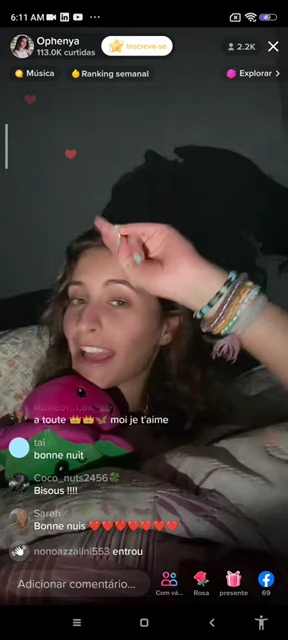 6:11 AM
Ophenya
113.0K curtidas
Inscreva-se
2.2K
Música
Ranking semanal
Explorar
a toute 👑👑🦋 moi je t'aime
tai
bonne nuit
Coco_nuts2456🍀
Bisous !!!!
Sarah
Bonne nuis ❤️❤️❤️❤️❤️❤️❤️
nonoazzalini553 entrou
Adicionar comentário...
Com vá...
Rosa
presente
69